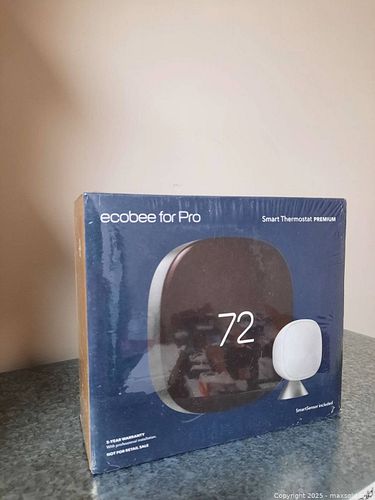 ecobee for Pro
Smart Thermostat PREMIUM
72
SmartSensor included
5-YEAR WARRANTY
With professional installation.
NOT FOR RETAIL SALE
Copyright 2025 - maxsold